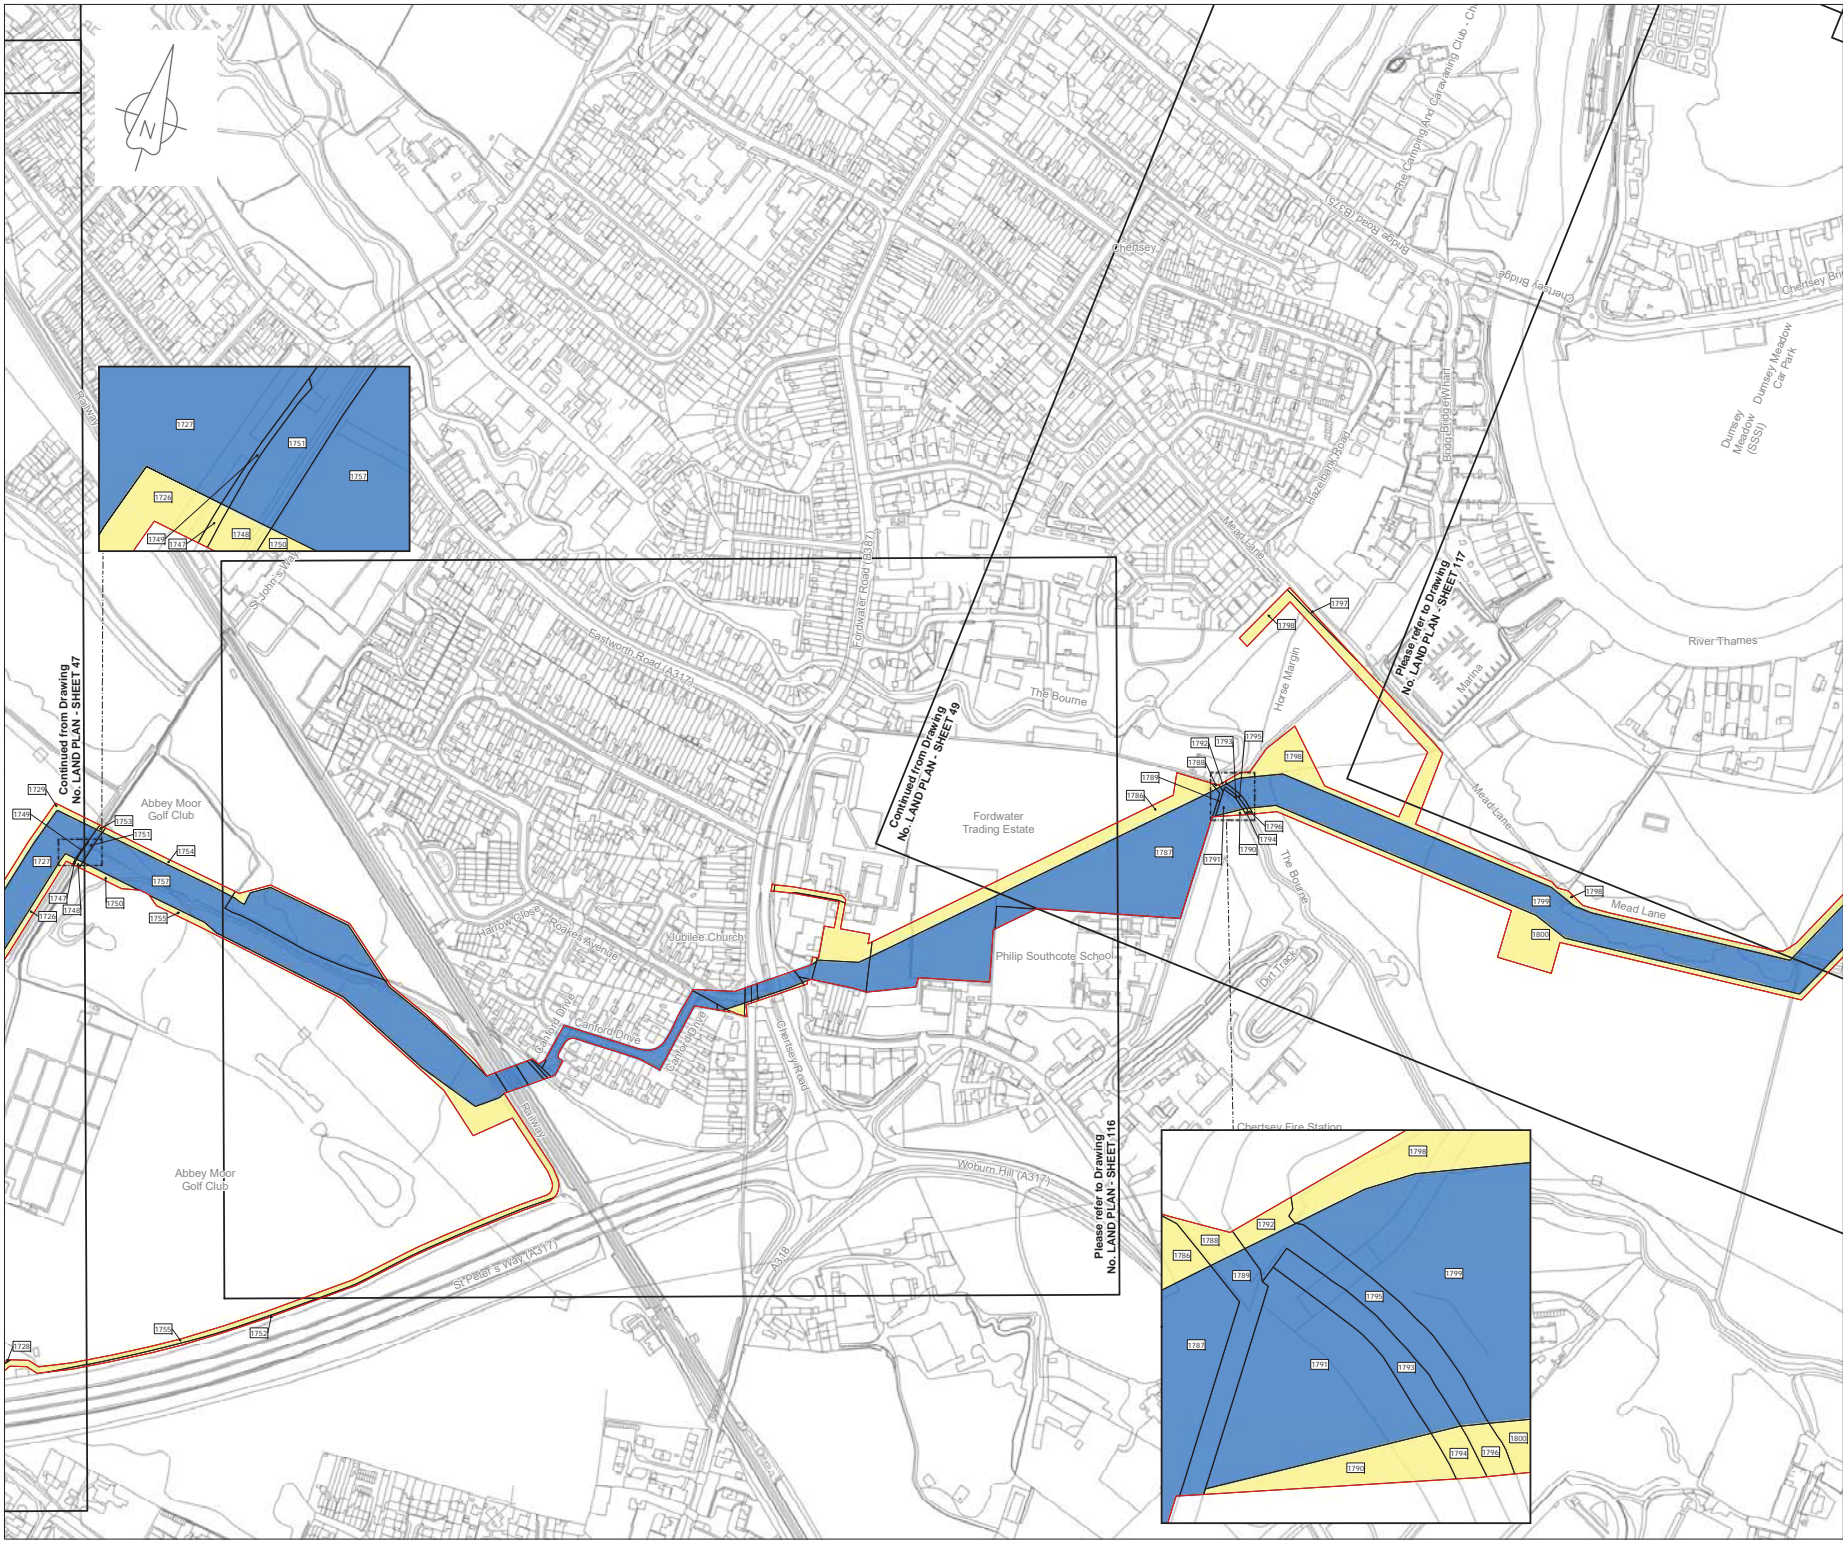 N
The Camping And Caravaning Club - Ch
Bridge Road (B375
Chertsey
Chertsey Bridge
Chertsey Bri
Dumsey Meadow
Car Park
Dumsey
Meadow
(SSSI)
Railway
1727
1751
1757
1726
1749
1747
1748
1750
Hazelbank Road
Mead Lane
St John's Way
Fordwater Road (B387)
Eastworth Road (A317)
Please refer to Drawing
No. LAND PLAN - SHEET 117
1797
1798
River Thames
Marina
Horse Margin
The Bourne
Continued from Drawing
No. LAND PLAN - SHEET 47
Continued from Drawing
No. LAND PLAN - SHEET 49
1795
1793
1792
1788
1789
1786
1798
1729
1749
Abbey Moor
Golf Club
1753
1751
1754
1727
1757
1747
1748
1726
1750
1755
Fordwater
Trading Estate
1787
1796
1794
1790
1791
The Bourne
Mead Lane
1798
1799
Mead Lane
1800
Harrow Close
Roakes Avenue
Jubilee Church
Philip Southcote School
Dirt Track
Canford Drive
Canford Drive
Canford Drive
Chertsey Road
Railway
Abbey Moor
Golf Club
Woburn Hill (A317)
Please refer to Drawing
No. LAND PLAN - SHEET 116
Chertsey Fire Station
St Peter's Way (A317)
A318
1755
1752
1728
1798
1792
1788
1786
1789
1799
1795
1787
1791
1793
1794
1796
1800
1790